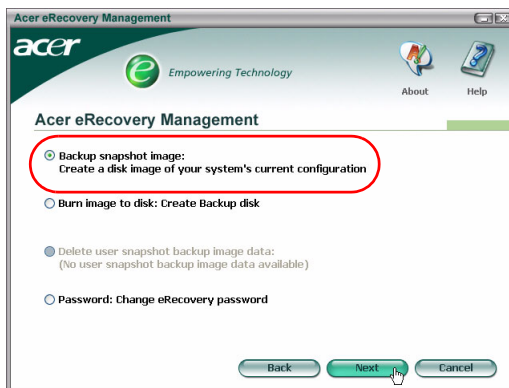 Acer eRecovery Management
acer
e
Empowering Technology
About
Help
Acer eRecovery Management
Backup snapshot image:
Create a disk image of your system's current configuration
Burn image to disk: Create Backup disk
Delete user snapshot backup image data:
(No user snapshot backup image data available)
Password: Change eRecovery password
Back
Next
Cancel